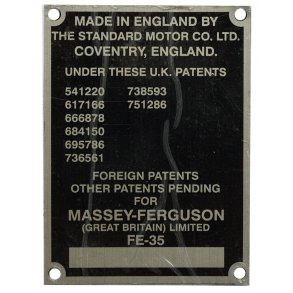 MADE IN ENGLAND BY
THE STANDARD MOTOR CO. LTD.
COVENTRY, ENGLAND.
UNDER THESE U.K. PATENTS
541220 738593
617166 751286
666878
684150
695786
736561
FOREIGN PATENTS
OTHER PATENTS PENDING
FOR
MASSEY-FERGUSON
(GREAT BRITAIN) LIMITED
FE-35